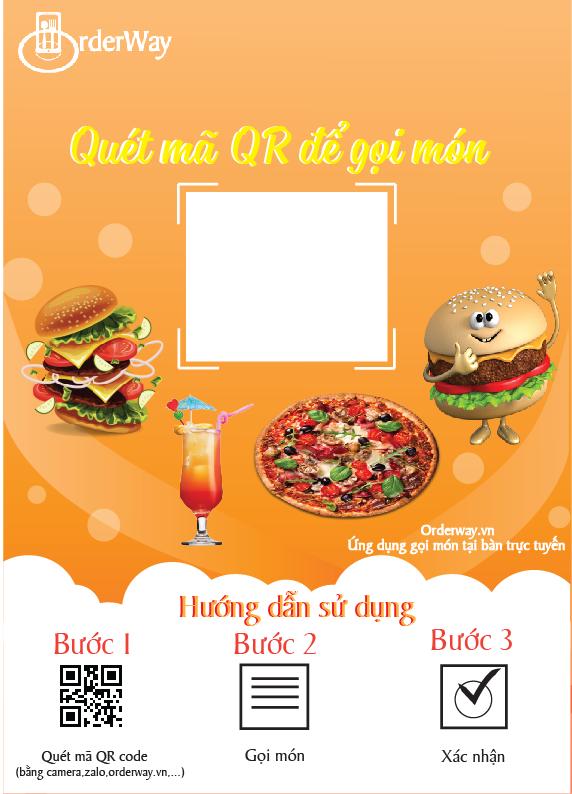 OrderWay
Quét mã QR để gọi món
Orderway.vn
Ứng dụng gọi món tại bàn trực tuyến
Hướng dẫn sử dụng
Bước 1
Bước 2
Bước 3
Quét mã QR code
(bằng camera,zalo,orderway.vn,...)
Gọi món
Xác nhận